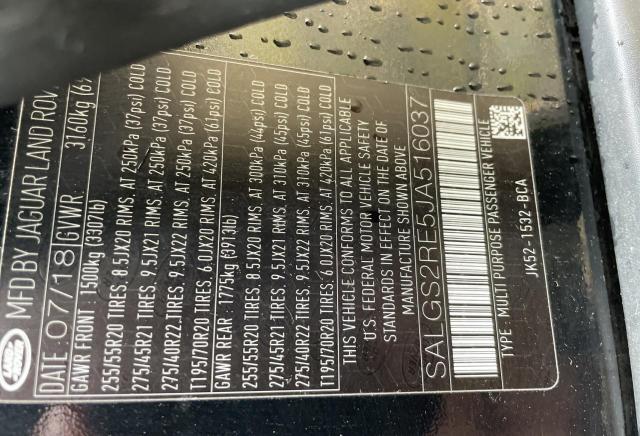 LAND ROVER
MFD BY JAGUAR LAND ROV
DATE: 07/18 GVWR 3160kg (69
GAWR FRONT : 1500kg (3307lb)
255/55R20 TIRES, 8.5JX20 RIMS, AT 250kPa (37psi) COLD
275/45R21 TIRES, 9.5JX21 RIMS, AT 250kPa (37psi) COLD
275/40R22 TIRES, 9.5JX22 RIMS, AT 250kPa (37psi) COLD
T195/70R20 TIRES, 6.0JX20 RIMS, AT 420kPa (61psi) COLD
GAWR REAR : 1775kg (3913lb)
255/55R20 TIRES, 8.5JX20 RIMS, AT 300kPa (44psi) COLD
275/45R21 TIRES, 9.5JX21 RIMS, AT 310kPa (45psi) COLD
275/40R22 TIRES, 9.5JX22 RIMS, AT 310kPa (45psi) COLD
T195/70R20 TIRES, 6.0JX20 RIMS, AT 420kPa (61psi) COLD
THIS VEHICLE CONFORMS TO ALL APPLICABLE
U.S. FEDERAL MOTOR VEHICLE SAFETY
STANDARDS IN EFFECT ON THE DATE OF
MANUFACTURE SHOWN ABOVE
SALGS2RE5JA516037
TYPE : MULTI PURPOSE PASSENGER VEHICLE
JK52-1532-BCA